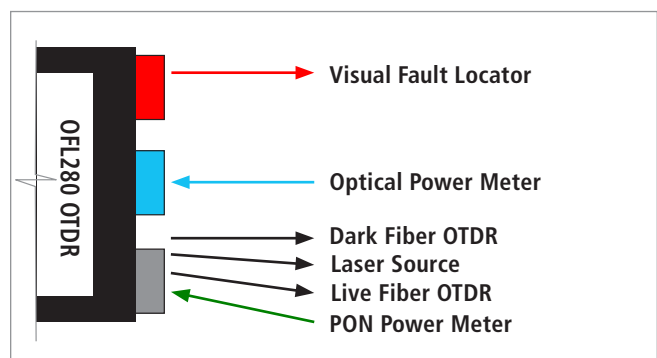 OFL280 OTDR
Visual Fault Locator
Optical Power Meter
Dark Fiber OTDR
Laser Source
Live Fiber OTDR
PON Power Meter